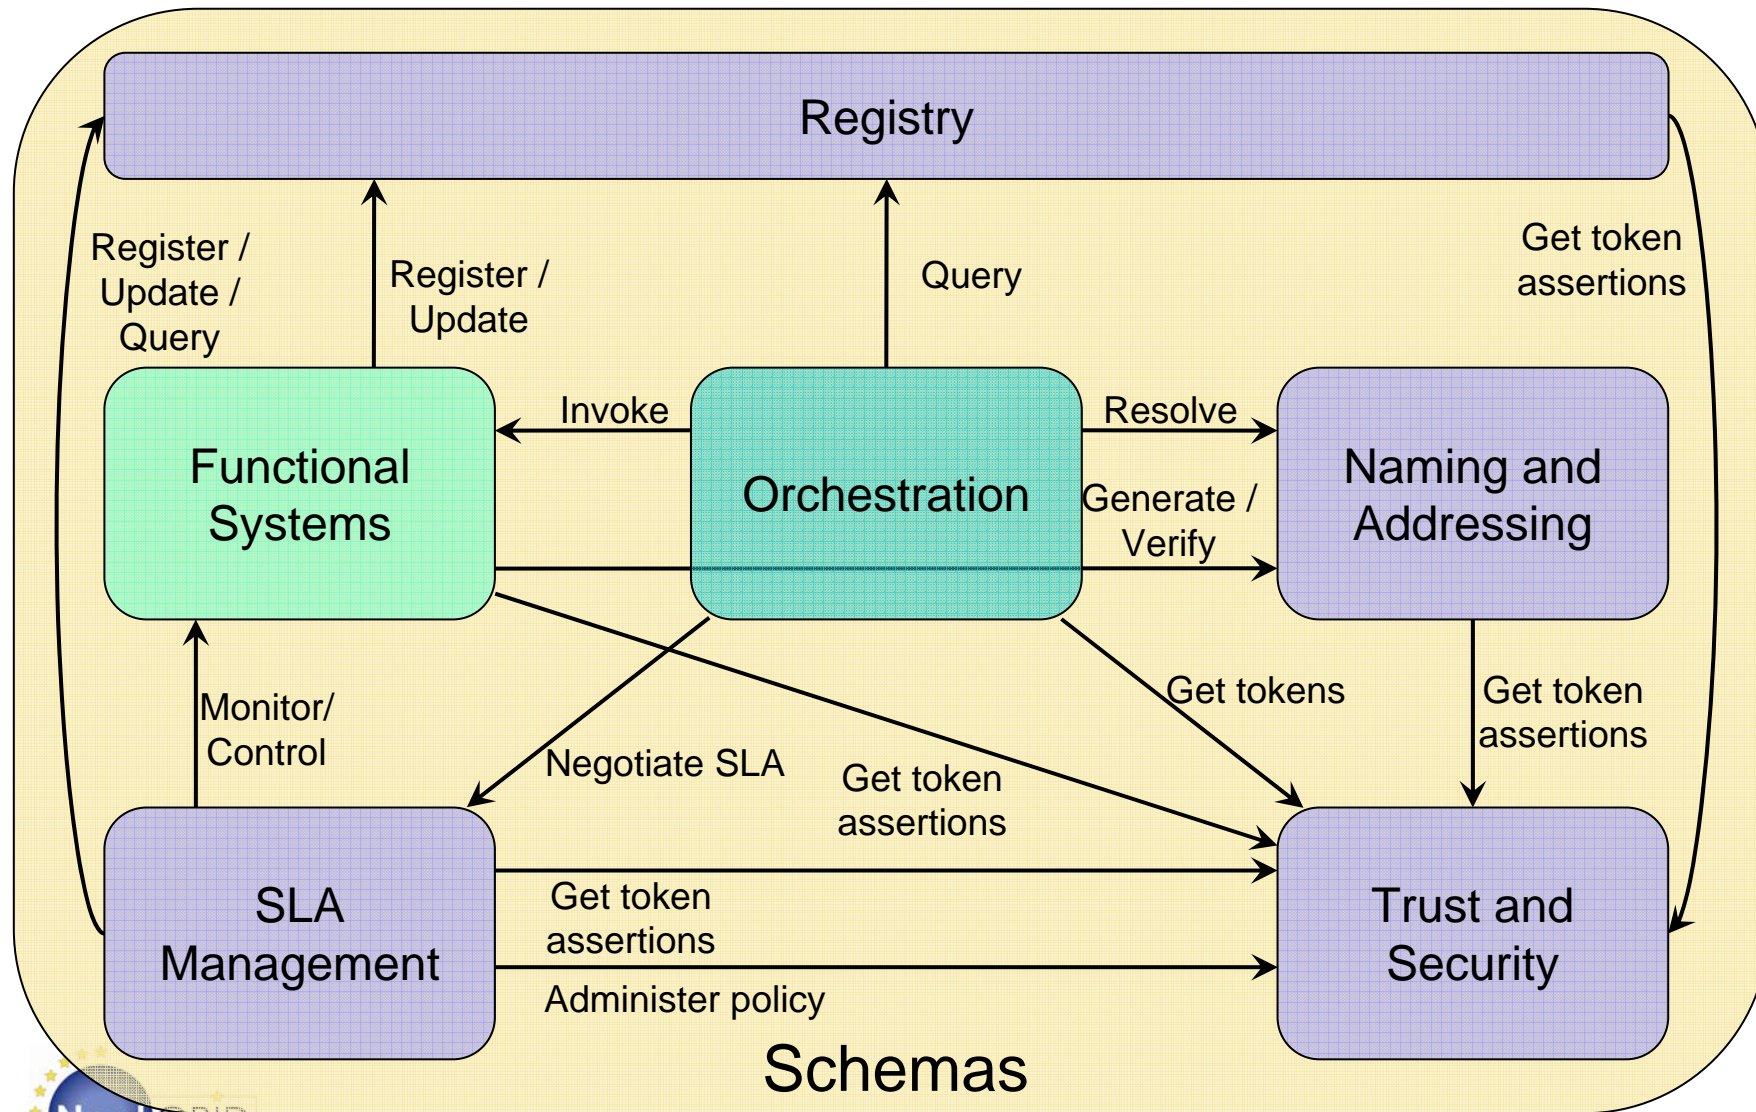 Registry
Register /
Update /
Query
Register /
Update
Query
Get token
assertions
Invoke
Resolve
Functional
Systems
Orchestration
Generate /
Verify
Naming and
Addressing
Monitor/
Control
Negotiate SLA
Get token
assertions
Get tokens
Get token
assertions
SLA
Management
Get token
assertions
Administer policy
Trust and
Security
Schemas